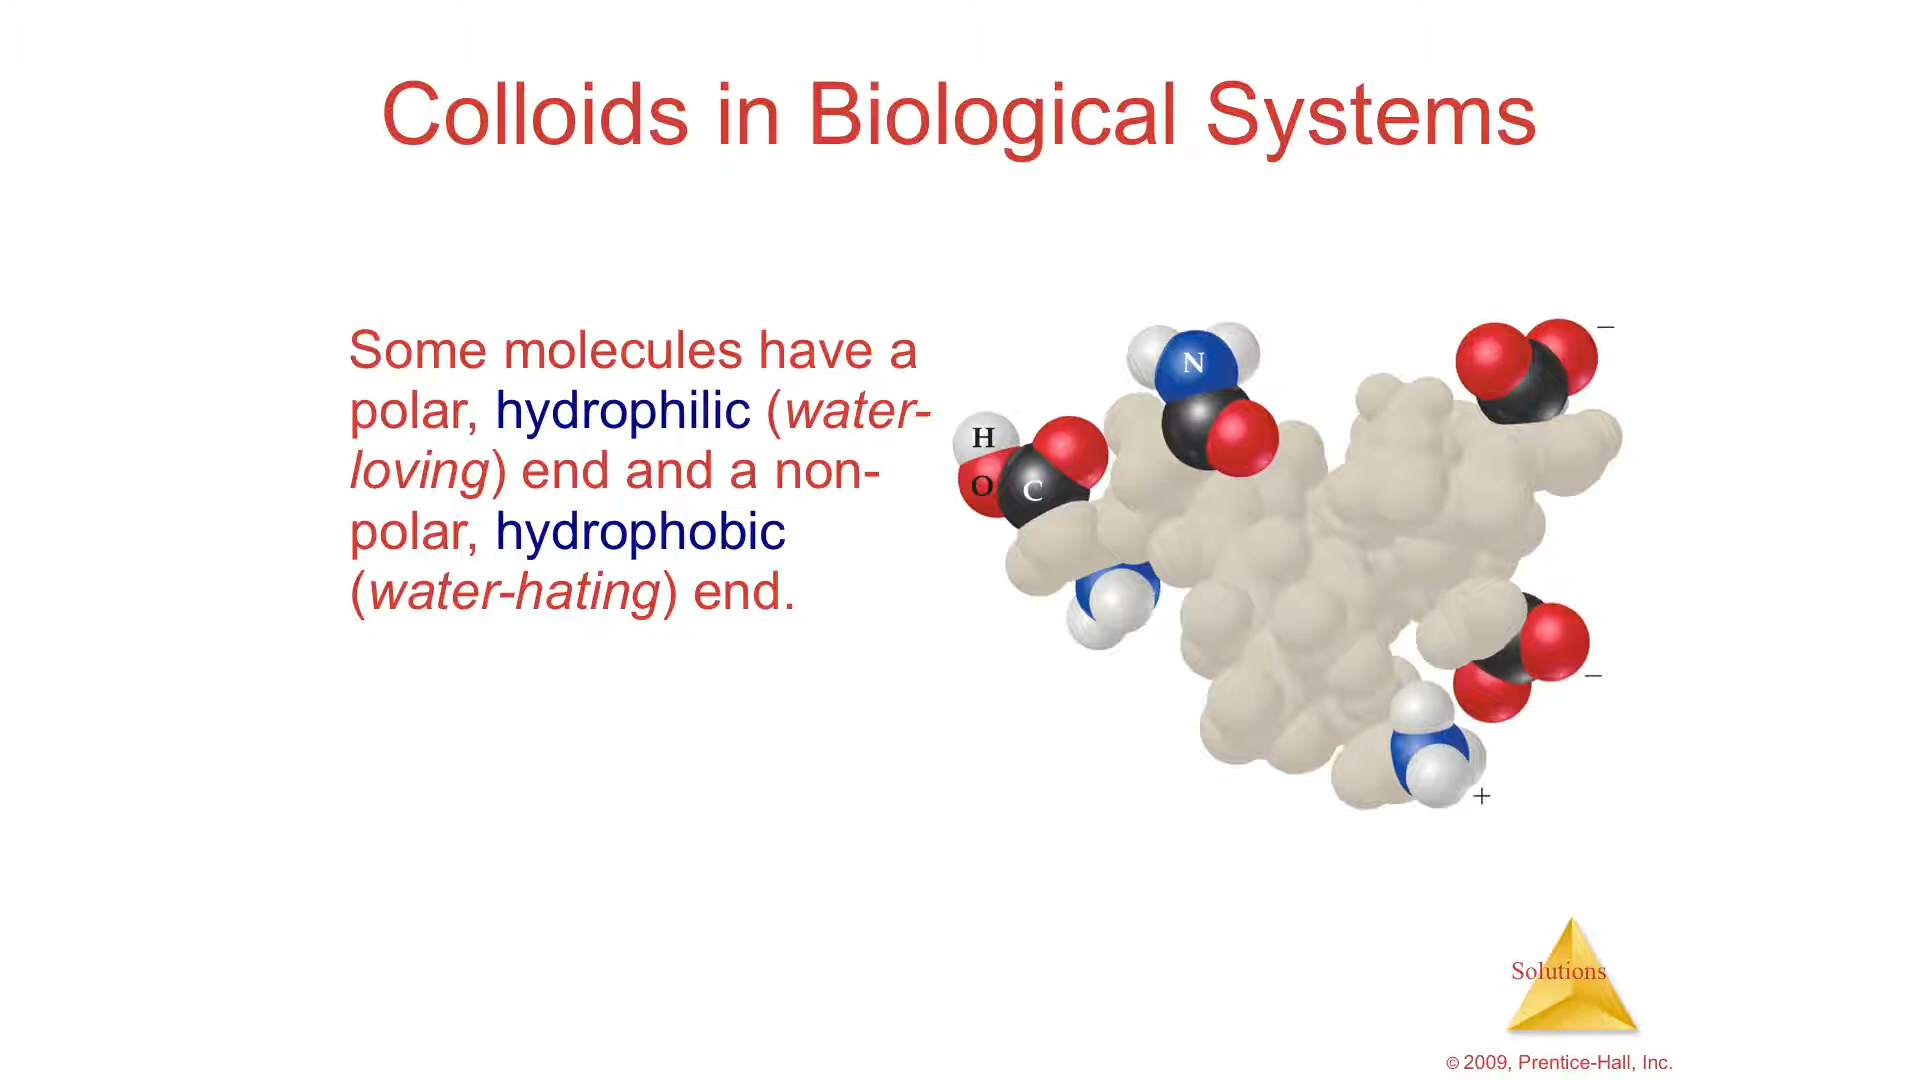 Colloids in Biological Systems
Some molecules have a
polar, hydrophilic (water-
loving) end and a non-
polar, hydrophobic
(water-hating) end.
N
H
O
C
−
−
+
Solutions
© 2009, Prentice-Hall, Inc.